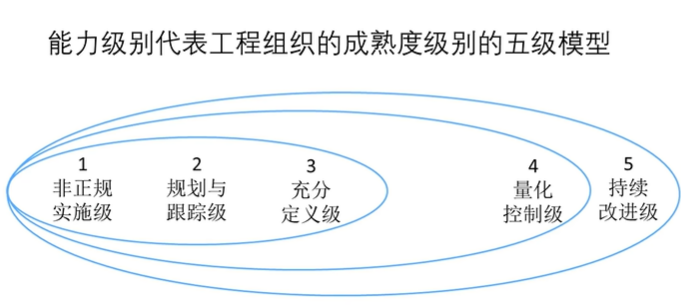 能力级别代表工程组织的成熟度级别的五级模型
1
非正规
实施级
2
规划与
跟踪级
3
充分
定义级
4
量化
控制级
5
持续
改进级